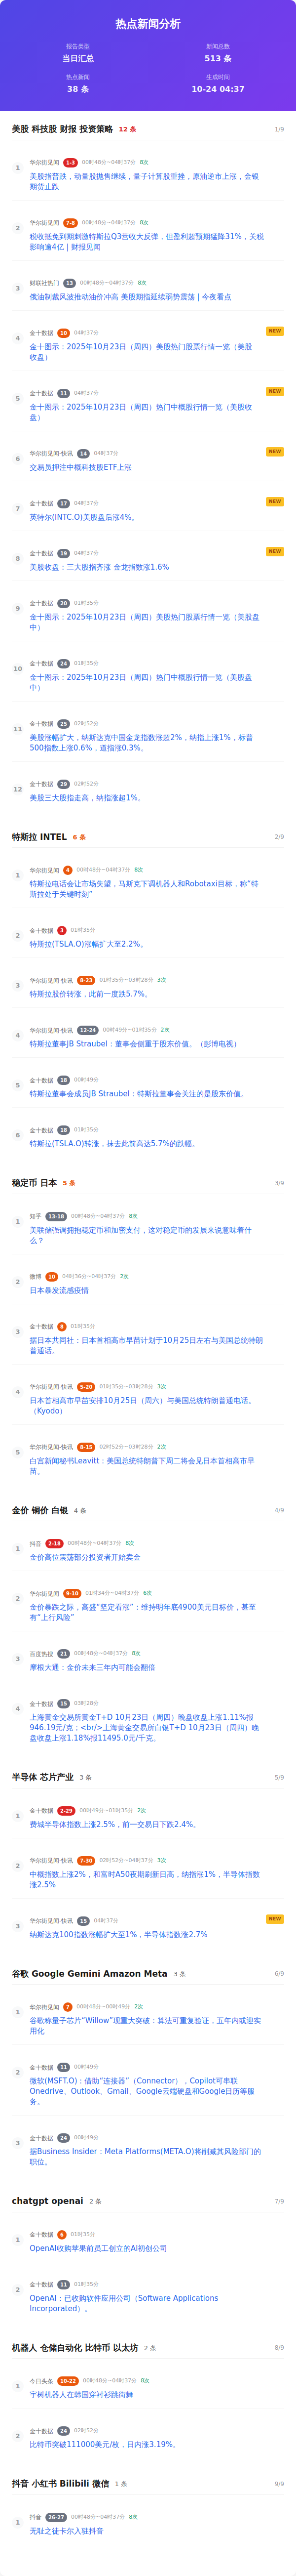 热点新闻分析
报告类型
新闻总数
当日汇总
513 条
热点新闻
生成时间
38 条
10-24 04:37
美股 科技股 财报 投资策略 12 条 1/9
1 华尔街见闻 1-3 00时48分~04时37分 8次
美股指普跌，动量股抛售继续，量子计算股重挫，原油逆市上涨，金银
期货止跌
2 华尔街见闻 7-8 00时48分~04时37分 8次
税收抵免到期刺激特斯拉Q3营收大反弹，但盈利超预期猛降31%，关税
影响逾4亿 | 财报见闻
3 财联社热门 13 00时48分~04时37分 8次
俄油制裁风波推动油价冲高 美股期指延续弱势震荡 | 今夜看点
4 金十数据 10 04时37分 NEW
金十图示：2025年10月23日（周四）美股热门股票行情一览（美股
收盘）
5 金十数据 11 04时37分 NEW
金十图示：2025年10月23日（周四）热门中概股行情一览（美股收
盘）
6 华尔街见闻-快讯 14 04时37分 NEW
交易员押注中概科技股ETF上涨
7 金十数据 17 04时37分 NEW
英特尔(INTC.O)美股盘后涨4%。
8 金十数据 19 04时37分 NEW
美股收盘：三大股指齐涨 金龙指数涨1.6%
9 金十数据 20 01时35分
金十图示：2025年10月23日（周四）美股热门股票行情一览（美股盘
中）
10 金十数据 24 01时35分
金十图示：2025年10月23日（周四）热门中概股行情一览（美股盘
中）
11 金十数据 25 02时52分
美股涨幅扩大，纳斯达克中国金龙指数涨超2%，纳指上涨1%，标普
500指数上涨0.6%，道指涨0.3%。
12 金十数据 29 02时52分
美股三大股指走高，纳指涨超1%。
特斯拉 INTEL 6 条 2/9
1 华尔街见闻 4 00时48分~04时37分 8次
特斯拉电话会让市场失望，马斯克下调机器人和Robotaxi目标，称“特
斯拉处于关键时刻”
2 金十数据 3 01时35分
特斯拉(TSLA.O)涨幅扩大至2.2%。
3 华尔街见闻-快讯 8-23 01时35分~03时28分 3次
特斯拉股价转涨，此前一度跌5.7%。
4 华尔街见闻-快讯 12-24 00时49分~01时35分 2次
特斯拉董事JB Straubel：董事会侧重于股东价值。（彭博电视）
5 金十数据 18 00时49分
特斯拉董事会成员JB Straubel：特斯拉董事会关注的是股东价值。
6 金十数据 18 01时35分
特斯拉(TSLA.O)转涨，抹去此前高达5.7%的跌幅。
稳定币 日本 5 条 3/9
1 知乎 13-18 00时48分~04时37分 8次
美联储强调拥抱稳定币和加密支付，这对稳定币的发展来说意味着什
么？
2 微博 10 04时36分~04时37分 2次
日本暴发流感疫情
3 金十数据 8 01时35分
据日本共同社：日本首相高市早苗计划于10月25日左右与美国总统特朗
普通话。
4 华尔街见闻-快讯 5-20 01时35分~03时28分 3次
日本首相高市早苗安排10月25日（周六）与美国总统特朗普通电话。
（Kyodo）
5 华尔街见闻-快讯 8-15 02时52分~03时28分 2次
白宫新闻秘书Leavitt：美国总统特朗普下周二将会见日本首相高市早
苗。
金价 铜价 白银 4 条 4/9
1 抖音 2-18 00时48分~04时37分 8次
金价高位震荡部分投资者开始卖金
2 华尔街见闻 9-10 01时34分~04时37分 6次
金价暴跌之际，高盛“坚定看涨”：维持明年底4900美元目标价，甚至
有“上行风险”
3 百度热搜 21 00时48分~04时37分 8次
摩根大通：金价未来三年内可能会翻倍
4 金十数据 15 03时28分
上海黄金交易所黄金T+D 10月23日（周四）晚盘收盘上涨1.11%报
946.19元/克；<br/>上海黄金交易所白银T+D 10月23日（周四）晚
盘收盘上涨1.18%报11495.0元/千克。
半导体 芯片产业 3 条 5/9
1 金十数据 2-29 00时49分~01时35分 2次
费城半导体指数上涨2.5%，前一交易日下跌2.4%。
2 华尔街见闻-快讯 7-30 02时52分~04时37分 3次
中概指数上涨2%，和富时A50夜期刷新日高，纳指涨1%，半导体指数
涨2.5%
3 华尔街见闻-快讯 15 04时37分 NEW
纳斯达克100指数涨幅扩大至1%，半导体指数涨2.7%
谷歌 Google Gemini Amazon Meta 3 条 6/9
1 华尔街见闻 7 00时48分~00时49分 2次
谷歌称量子芯片“Willow”现重大突破：算法可重复验证，五年内或迎实
用化
2 金十数据 11 00时49分
微软(MSFT.O)：借助“连接器”（Connector），Copilot可串联
Onedrive、Outlook、Gmail、Google云端硬盘和Google日历等服
务。
3 金十数据 24 00时49分
据Business Insider：Meta Platforms(META.O)将削减其风险部门的
职位。
chatgpt openai 2 条 7/9
1 金十数据 6 01时35分
OpenAI收购苹果前员工创立的AI初创公司
2 金十数据 11 01时35分
OpenAI：已收购软件应用公司（Software Applications
Incorporated）。
机器人 仓储自动化 比特币 以太坊 2 条 8/9
1 今日头条 10-22 00时48分~04时37分 8次
宇树机器人在韩国穿衬衫跳街舞
2 金十数据 24 02时52分
比特币突破111000美元/枚，日内涨3.19%。
抖音 小红书 Bilibili 微信 1 条 9/9
1 抖音 26-27 00时48分~04时37分 8次
无耻之徒卡尔入驻抖音